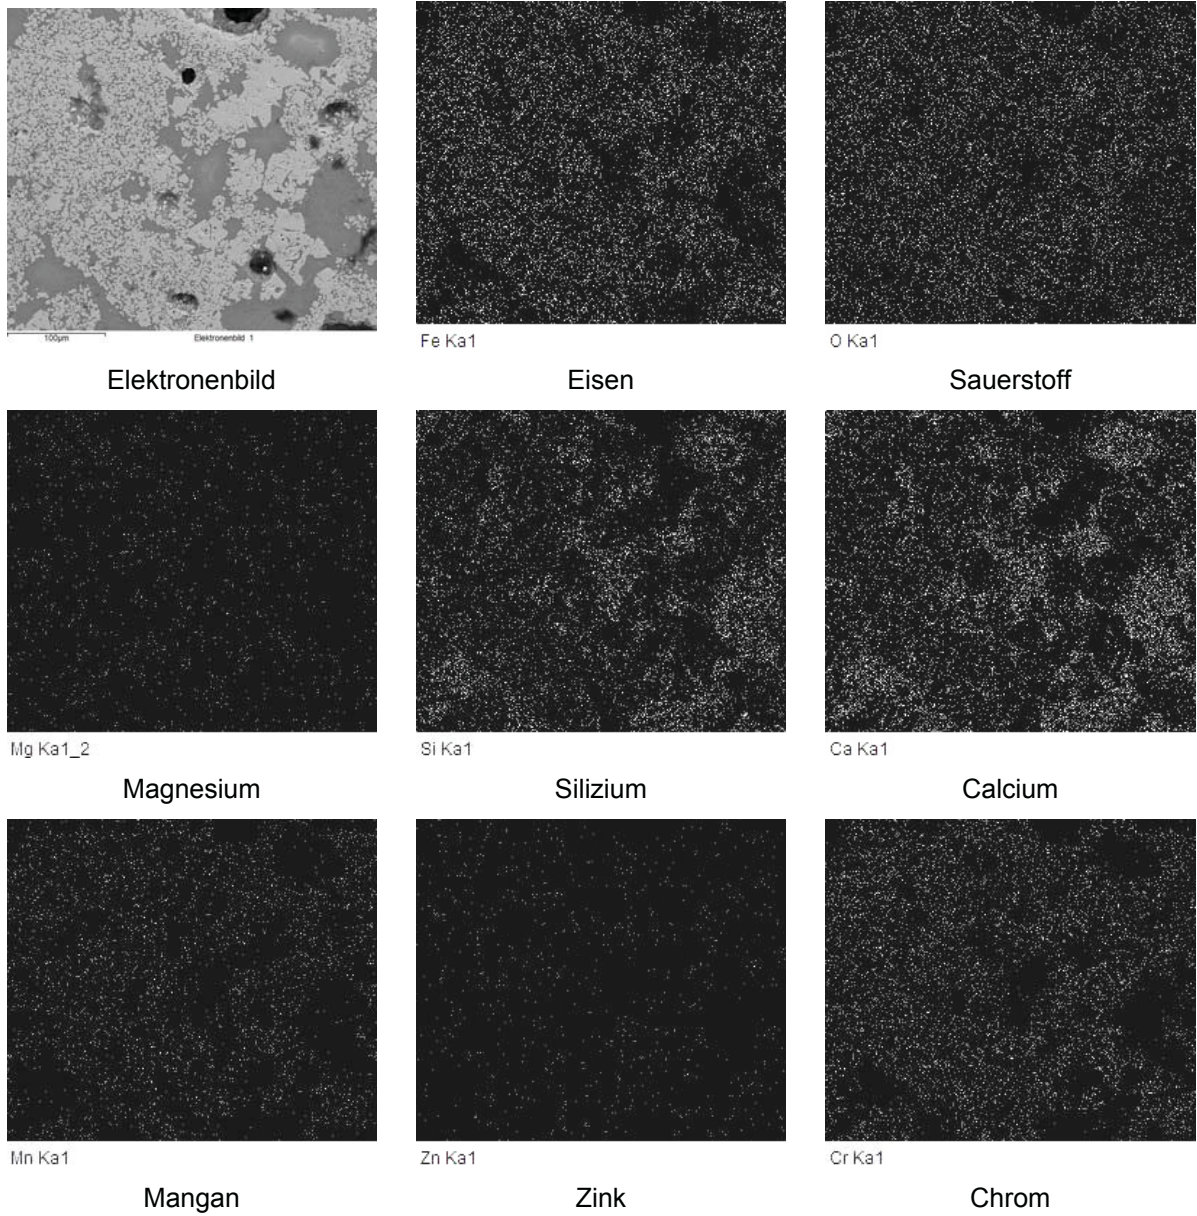 100µm Elektronenbild 1
Fe Ka1
O Ka1
Elektronenbild
Eisen
Sauerstoff
Mg Ka1_2
Si Ka1
Ca Ka1
Magnesium
Silizium
Calcium
Mn Ka1
Zn Ka1
Cr Ka1
Mangan
Zink
Chrom